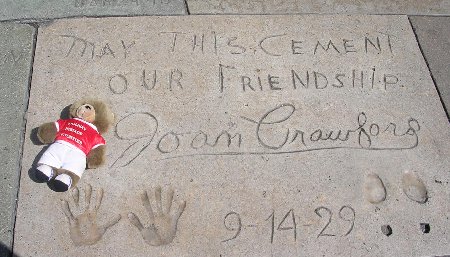 MAY THIS CEMENT
OUR FRIENDSHIP
Joan Crawford
9-14-29